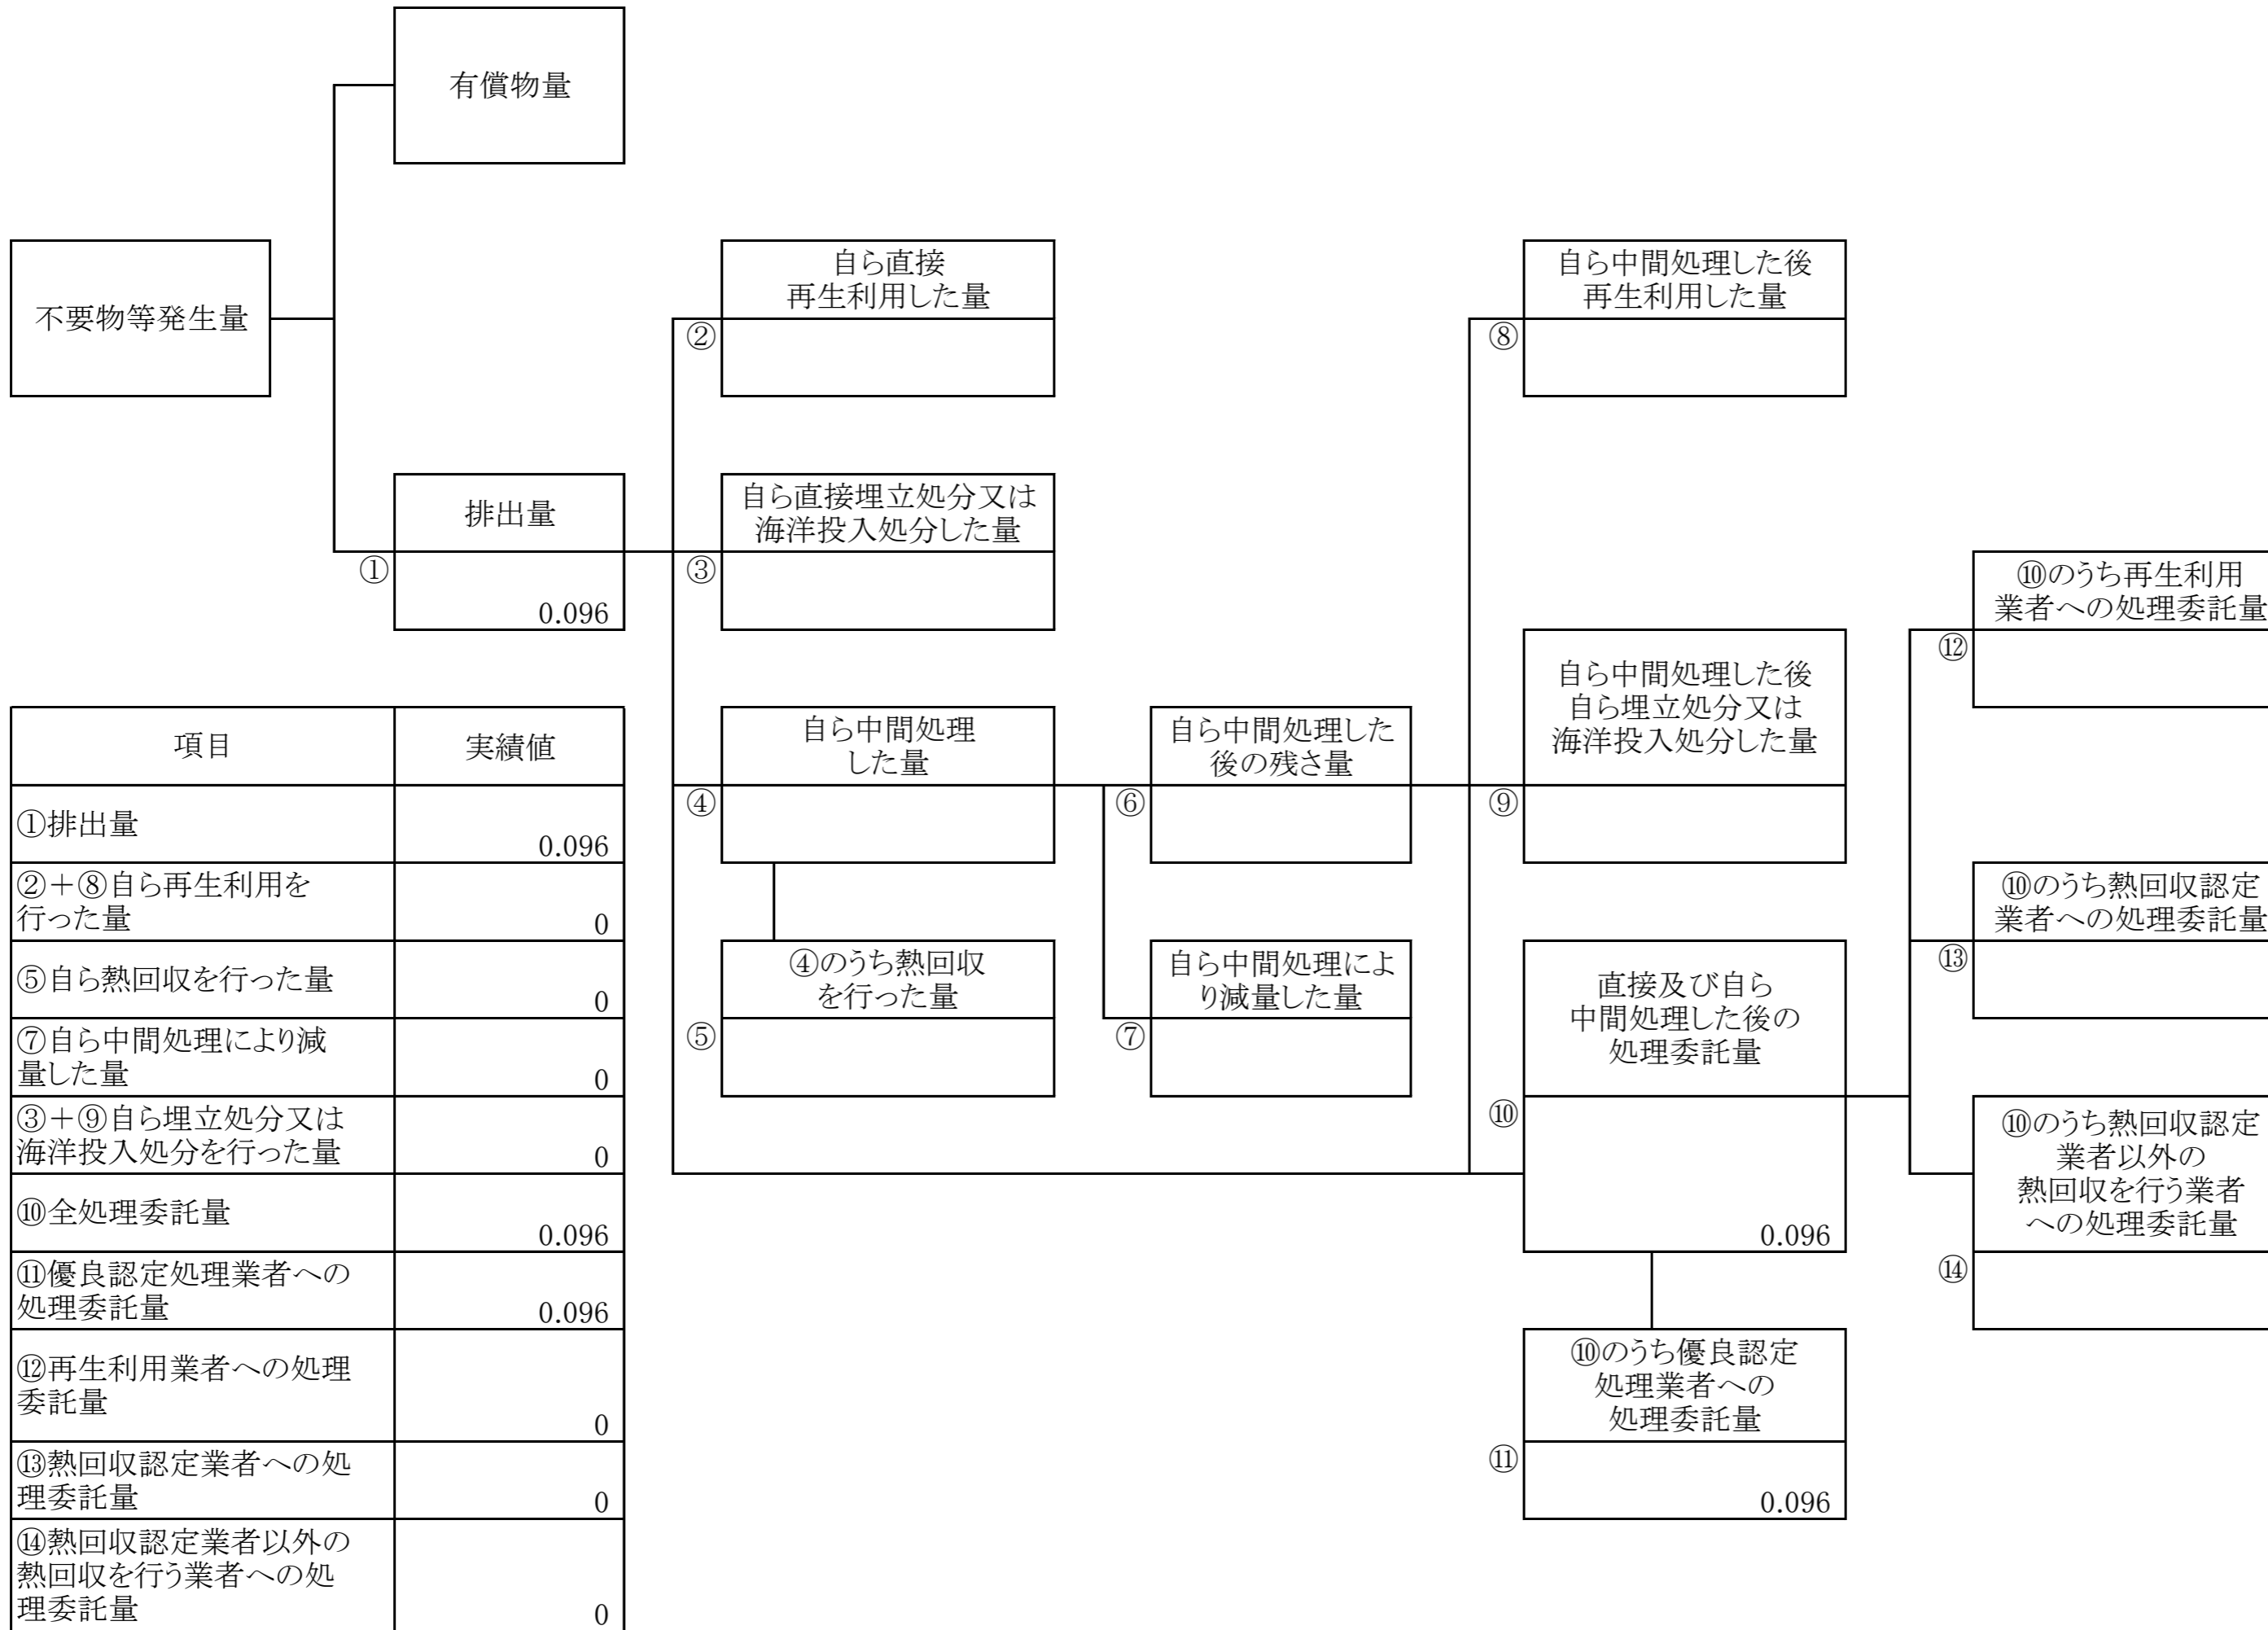 有償物量
不要物等発生量
自ら直接
再生利用した量
②
自ら中間処理した後
再生利用した量
⑧
排出量
①
0.096
自ら直接埋立処分又は
海洋投入処分した量
③
⑩のうち再生利用
業者への処理委託量
⑫
自ら中間処理した後
自ら埋立処分又は
海洋投入処分した量
⑨
自ら中間処理
した量
④
自ら中間処理した
後の残さ量
⑥
⑩のうち熱回収認定
業者への処理委託量
⑬
④のうち熱回収
を行った量
⑤
自ら中間処理によ
り減量した量
⑦
直接及び自ら
中間処理した後の
処理委託量
⑩
0.096
⑩のうち熱回収認定
業者以外の
熱回収を行う業者
への処理委託量
⑭
⑩のうち優良認定
処理業者への
処理委託量
⑪
0.096
項目 実績値
①排出量
0.096
②+⑧自ら再生利用を
行った量 0
⑤自ら熱回収を行った量
0
⑦自ら中間処理により減
量した量 0
③+⑨自ら埋立処分又は
海洋投入処分を行った量 0
⑩全処理委託量
0.096
⑪優良認定処理業者への
処理委託量 0.096
⑫再生利用業者への処理
委託量
0
⑬熱回収認定業者への処
理委託量 0
⑭熱回収認定業者以外の
熱回収を行う業者への処
理委託量 0